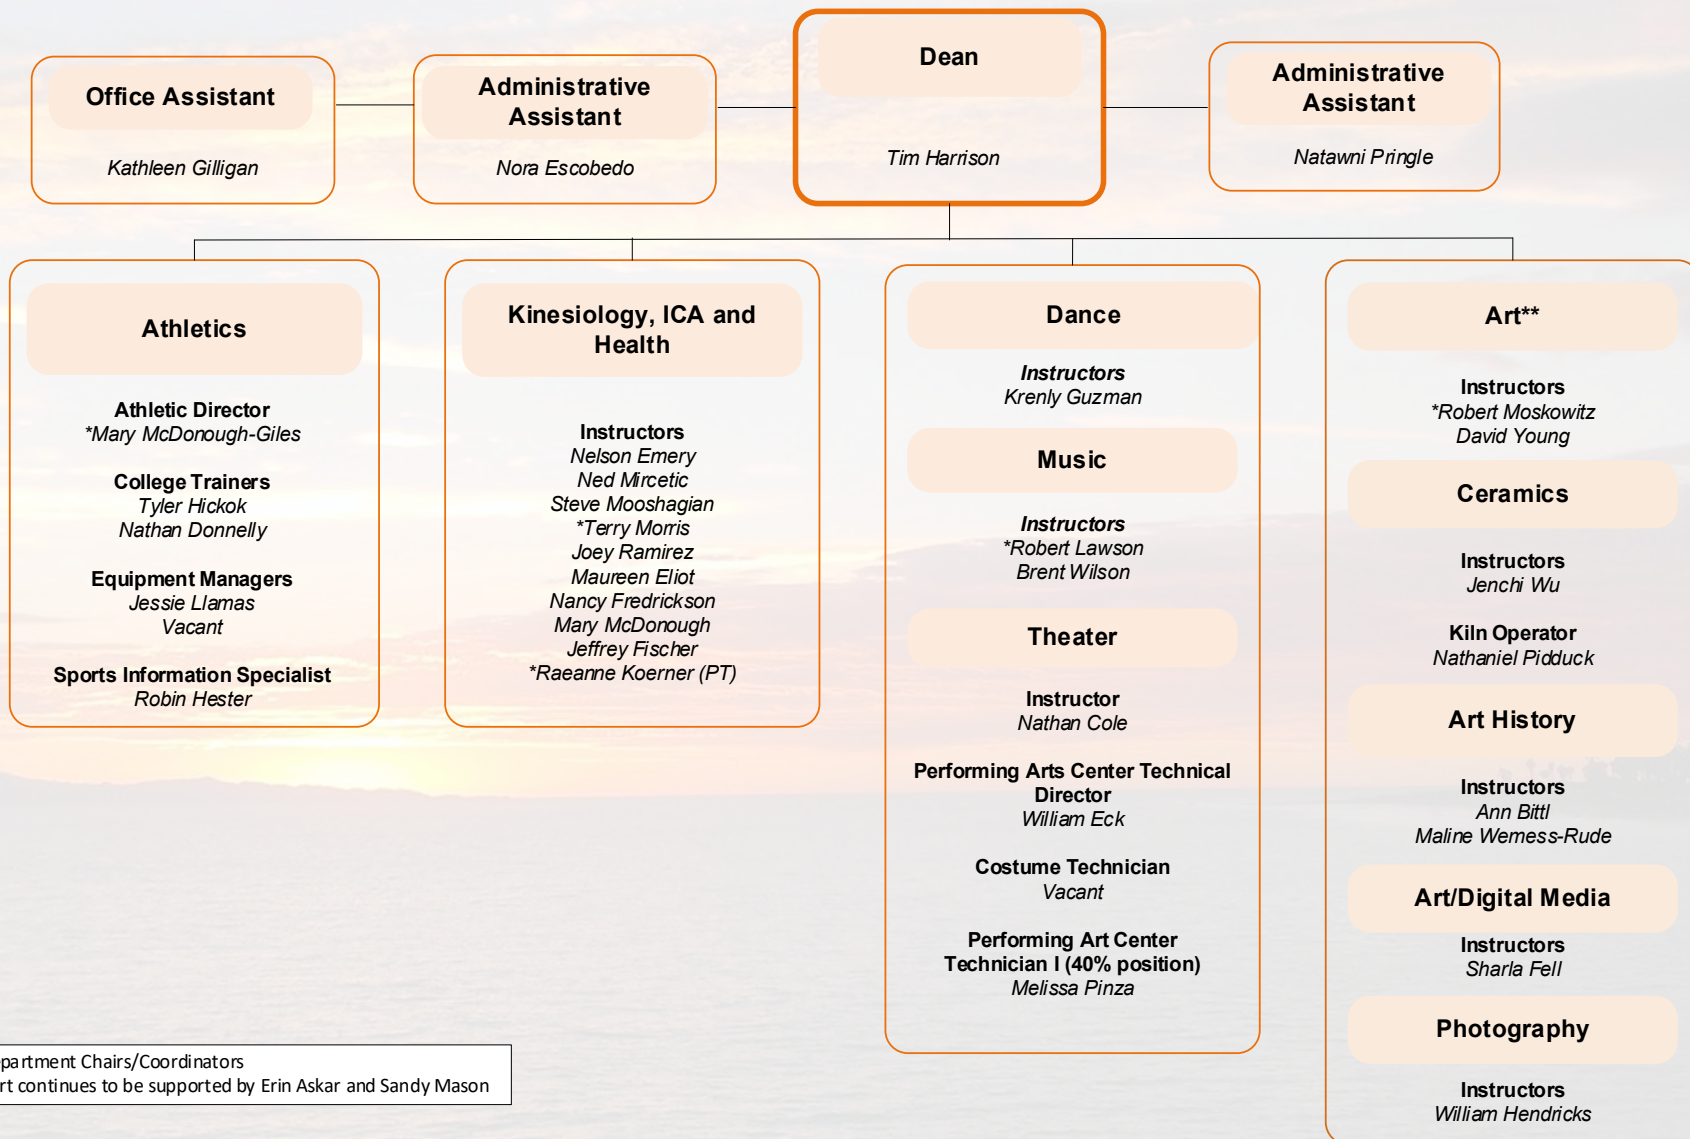 Office Assistant
Kathleen Gilligan
Administrative
Assistant
Nora Escobedo
Dean
Tim Harrison
Administrative
Assistant
Natawni Pringle
Athletics
Athletic Director
*Mary McDonough-Giles
College Trainers
Tyler Hickok
Nathan Donnelly
Equipment Managers
Jessie Llamas
Vacant
Sports Information Specialist
Robin Hester
Kinesiology, ICA and
Health
Instructors
Nelson Emery
Ned Mircetic
Steve Mooshagian
*Terry Morris
Joey Ramirez
Maureen Eliot
Nancy Fredrickson
Mary McDonough
Jeffrey Fischer
*Raeanne Koerner (PT)
Dance
Instructors
Krenly Guzman
Music
Instructors
*Robert Lawson
Brent Wilson
Theater
Instructor
Nathan Cole
Performing Arts Center Technical
Director
William Eck
Costume Technician
Vacant
Performing Art Center
Technician I (40% position)
Melissa Pinza
Art**
Instructors
*Robert Moskowitz
David Young
Ceramics
Instructors
Jenchi Wu
Kiln Operator
Nathaniel Pidduck
Art History
Instructors
Ann Bittl
Maline Werness-Rude
Art/Digital Media
Instructors
Sharla Fell
Photography
Instructors
William Hendricks
epartment Chairs/Coordinators
rt continues to be supported by Erin Askar and Sandy Mason